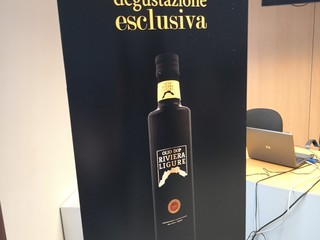 degustazione
esclusiva
OLIO DOP
RIVIERA
LIGURE